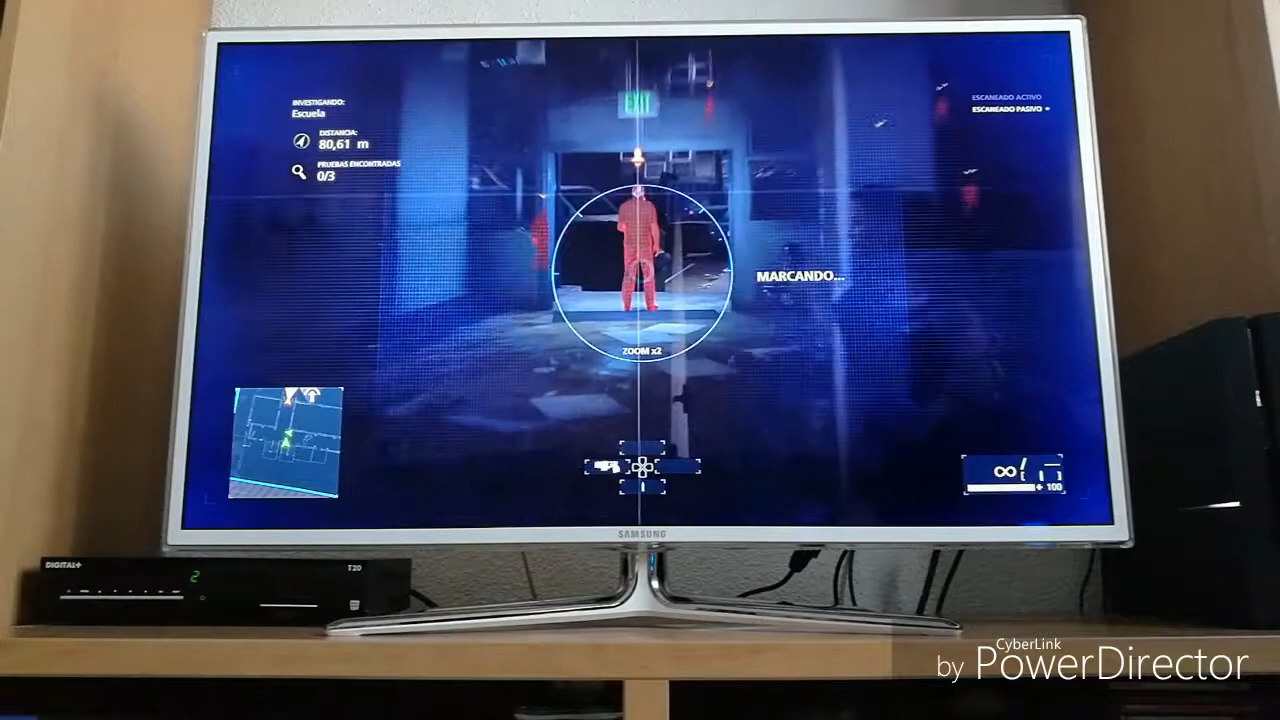 EXIT
INVESTIGANDO:
Escuela
DISTANCIA:
80,61 m
PRUEBAS ENCONTRADAS
0/3
ESCANEADO ACTIVO
ESCANEADO PASIVO
MARCANDO...
ZOOM x2
∞
+ 100
SAMSUNG
DIGITAL+
2
T20
CyberLink
by PowerDirector